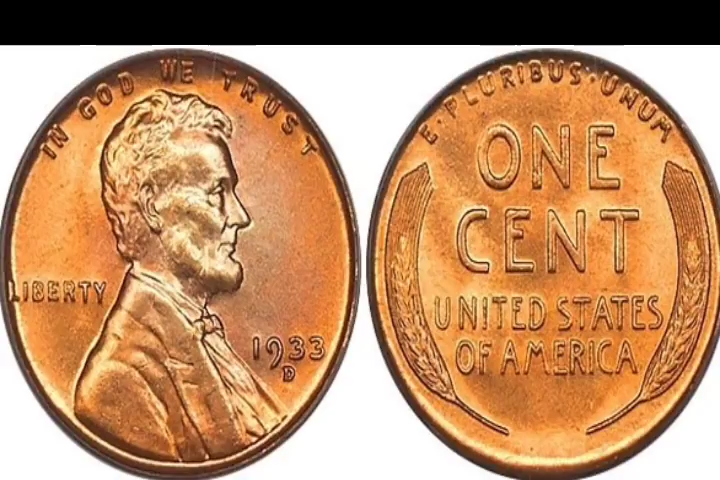 IN GOD WE TRUST
LIBERTY
1933
D
E·PLURIBUS·UNUM
ONE
CENT
UNITED STATES
OF AMERICA